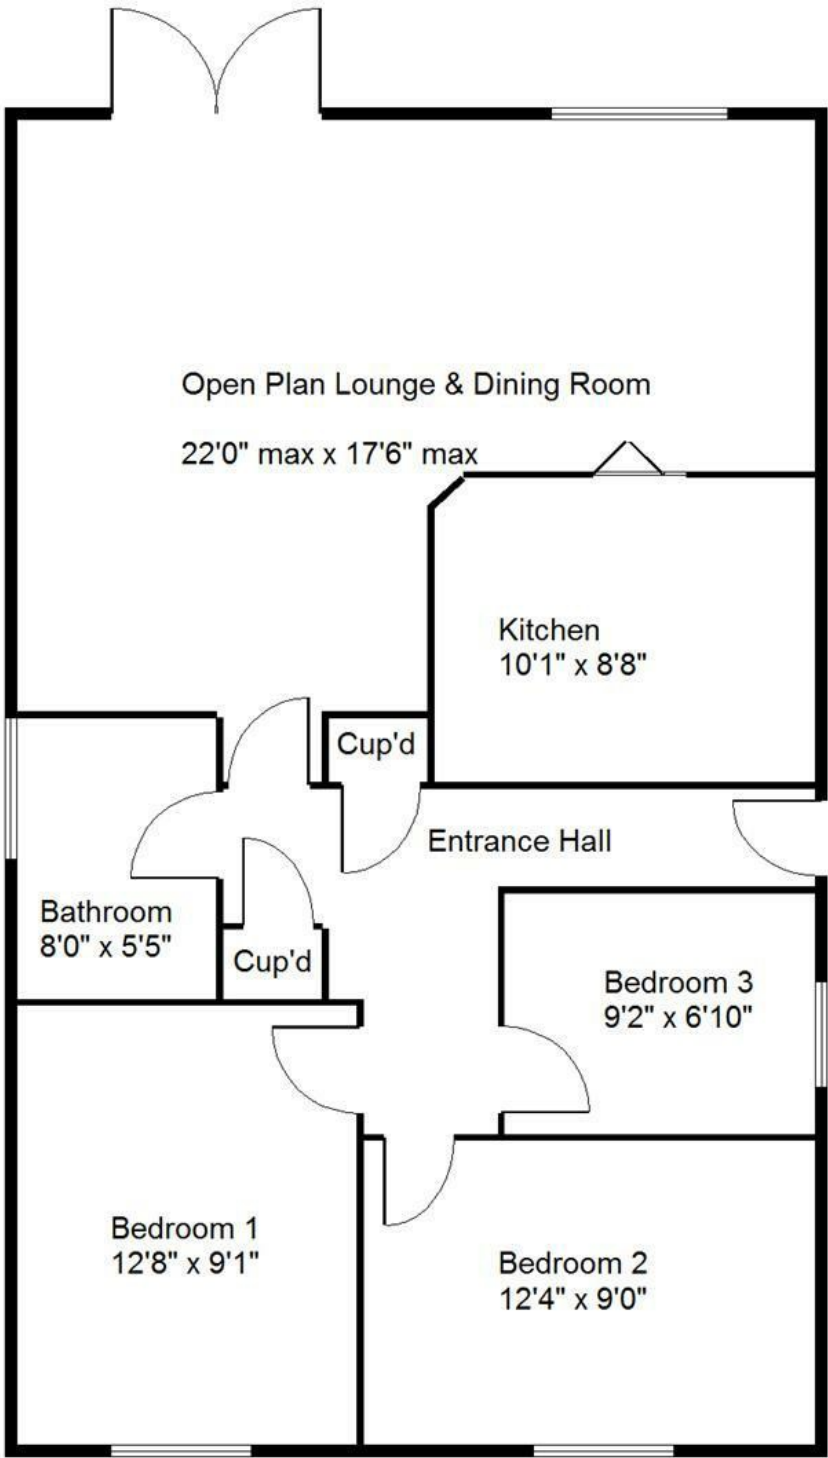 Open Plan Lounge & Dining Room
22'0" max x 17'6" max
Kitchen
10'1" x 8'8"
Cup'd
Entrance Hall
Bathroom
8'0" x 5'5"
Cup'd
Bedroom 3
9'2" x 6'10"
Bedroom 1
12'8" x 9'1"
Bedroom 2
12'4" x 9'0"